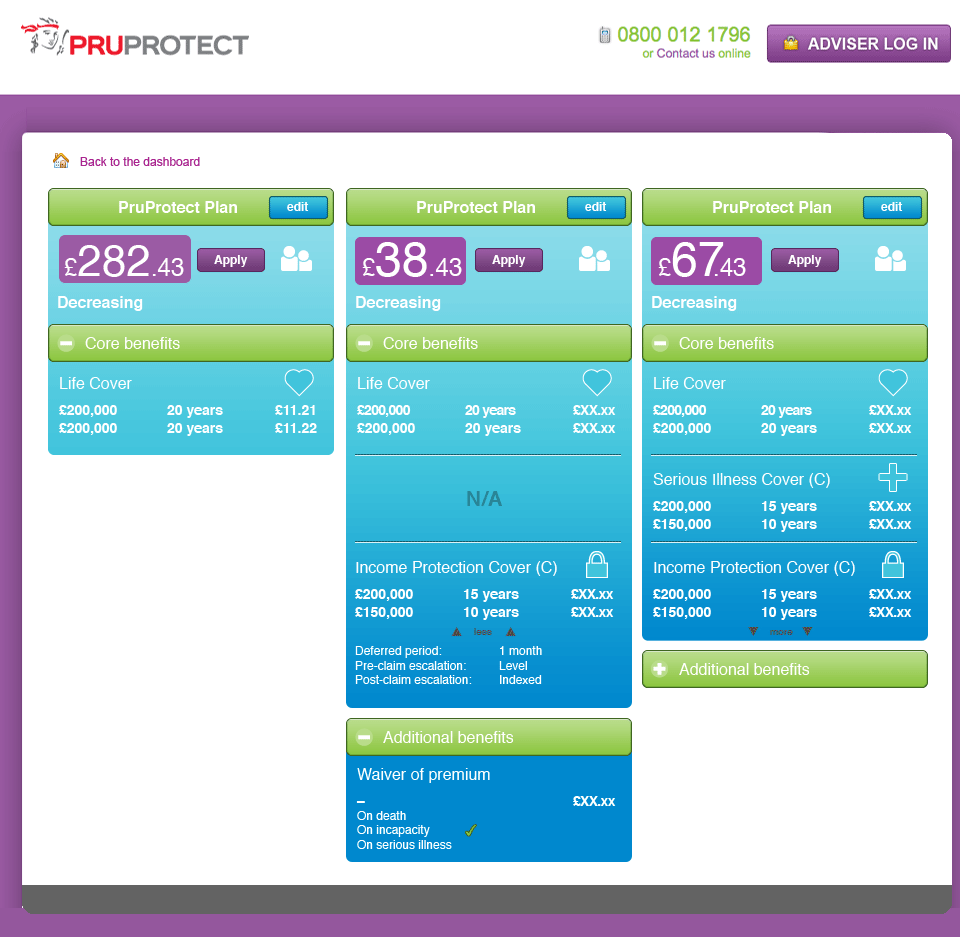 PRUPROTECT
0800 012 1796
or Contact us online
ADVISER LOG IN
Back to the dashboard
PruProtect Plan
edit
£282.43
Apply
Decreasing
Core benefits
Life Cover
£200,000 20 years £11.21
£200,000 20 years £11.22
PruProtect Plan
edit
£38.43
Apply
Decreasing
Core benefits
Life Cover
£200,000 20 years £XX.xx
£200,000 20 years £XX.xx
N/A
Income Protection Cover (C)
£200,000 15 years £XX.xx
£150,000 10 years £XX.xx
less
Deferred period: 1 month
Pre-claim escalation: Level
Post-claim escalation: Indexed
Additional benefits
Waiver of premium
– £XX.xx
On death
On incapacity ✓
On serious illness
PruProtect Plan
edit
£67.43
Apply
Decreasing
Core benefits
Life Cover
£200,000 20 years £XX.xx
£200,000 20 years £XX.xx
Serious Illness Cover (C)
£200,000 15 years £XX.xx
£150,000 10 years £XX.xx
Income Protection Cover (C)
£200,000 15 years £XX.xx
£150,000 10 years £XX.xx
more
Additional benefits